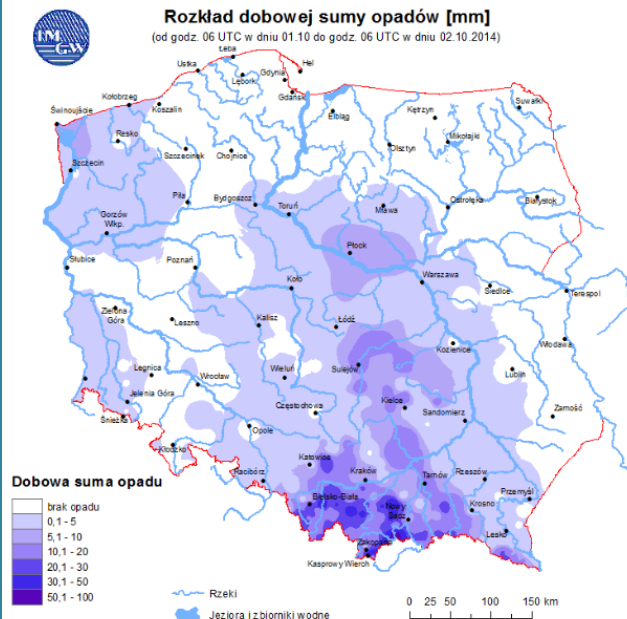 IM
GW
Rozkład dobowej sumy opadów [mm]
(od godz. 06 UTC w dniu 01.10 do godz. 06 UTC w dniu 02.10.2014)
Łeba
Ustka
Hel
Lębork
Gdynia
Gdańsk
Kołobrzeg
Koszalin
Świnoujście
Suwałki
Elbląg
Kętrzyn
Resko
Mikołajki
Olsztyn
Szczecinek
Chojnice
Szczecin
Piła
Bydgoszcz
Toruń
Mława
Ostrołęka
Białystok
Gorzów
Wlkp.
Płock
Słubice
Poznań
Warszawa
Koło
Siedlce
Terespol
Zielona
Góra
Leszno
Kalisz
Łódź
Kozienice
Włodawa
Legnica
Wrocław
Wieluń
Sulejów
Lublin
Jelenia Góra
Kielce
Śnieżka
Częstochowa
Sandomierz
Zamość
Opole
Kłodzko
Katowice
Racibórz
Kraków
Tarnów
Rzeszów
Przemyśl
Bielsko-Biała
Nowy
Sącz
Krosno
Lesko
Zakopane
Kasprowy Wierch
Dobowa suma opadu
brak opadu
0,1 - 5
5,1 - 10
10,1 - 20
20,1 - 30
30,1 - 50
50,1 - 100
Rzeki
Jeziora i zbiorniki wodne
0 25 50 100 150 km